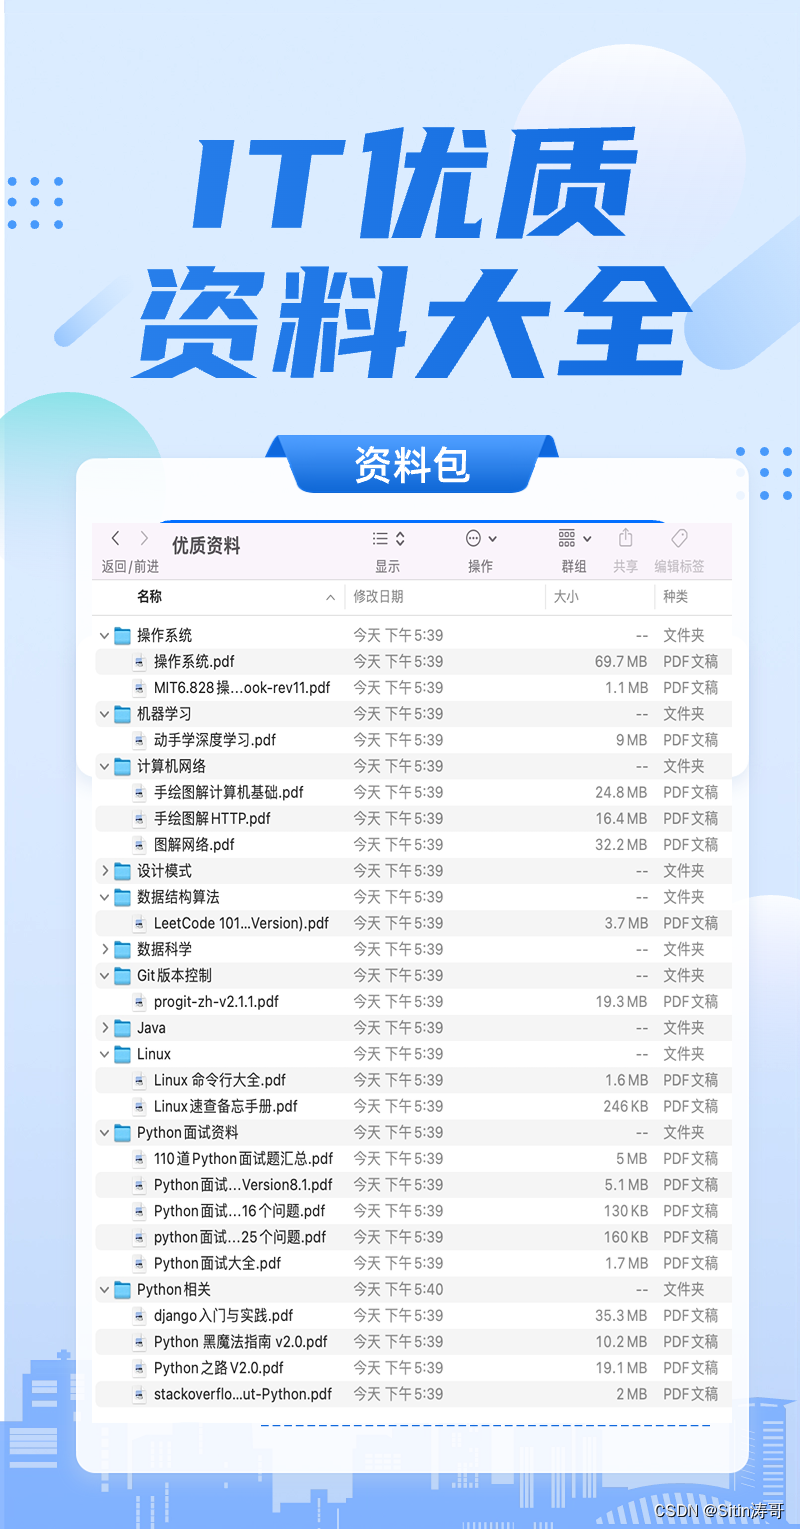 IT优质
资料大全
资料包
优质资料
返回/前进 显示 操作 群组 共享 编辑标签
名称 修改日期 大小 种类
操作系统 今天 下午5:39 -- 文件夹
操作系统.pdf 今天 下午5:39 69.7 MB PDF文稿
MIT6.828操...ook-rev11.pdf 今天 下午5:39 1.1 MB PDF文稿
机器学习 今天 下午5:39 -- 文件夹
动手学深度学习.pdf 今天 下午5:39 9 MB PDF文稿
计算机网络 今天 下午5:39 -- 文件夹
手绘图解计算机基础.pdf 今天 下午5:39 24.8 MB PDF文稿
手绘图解HTTP.pdf 今天 下午5:39 16.4 MB PDF文稿
图解网络.pdf 今天 下午5:39 32.2 MB PDF文稿
设计模式 今天 下午5:39 -- 文件夹
数据结构算法 今天 下午5:39 -- 文件夹
LeetCode 101...Version).pdf 今天 下午5:39 3.7 MB PDF文稿
数据科学 今天 下午5:39 -- 文件夹
Git版本控制 今天 下午5:39 -- 文件夹
progit-zh-v2.1.1.pdf 今天 下午5:39 19.3 MB PDF文稿
Java 今天 下午5:39 -- 文件夹
Linux 今天 下午5:39 -- 文件夹
Linux 命令行大全.pdf 今天 下午5:39 1.6 MB PDF文稿
Linux速查备忘手册.pdf 今天 下午5:39 246 KB PDF文稿
Python面试资料 今天 下午5:39 -- 文件夹
110道Python面试题汇总.pdf 今天 下午5:39 5 MB PDF文稿
Python面试...Version8.1.pdf 今天 下午5:39 5.1 MB PDF文稿
Python面试...16个问题.pdf 今天 下午5:39 130 KB PDF文稿
python面试...25个问题.pdf 今天 下午5:39 160 KB PDF文稿
Python面试大全.pdf 今天 下午5:39 1.7 MB PDF文稿
Python相关 今天 下午5:40 -- 文件夹
django入门与实践.pdf 今天 下午5:39 35.3 MB PDF文稿
Python 黑魔法指南 v2.0.pdf 今天 下午5:39 10.2 MB PDF文稿
Python之路V2.0.pdf 今天 下午5:39 19.1 MB PDF文稿
stackoverflo...ut-Python.pdf 今天 下午5:39 2 MB PDF文稿
CSDN @Sitin涛哥